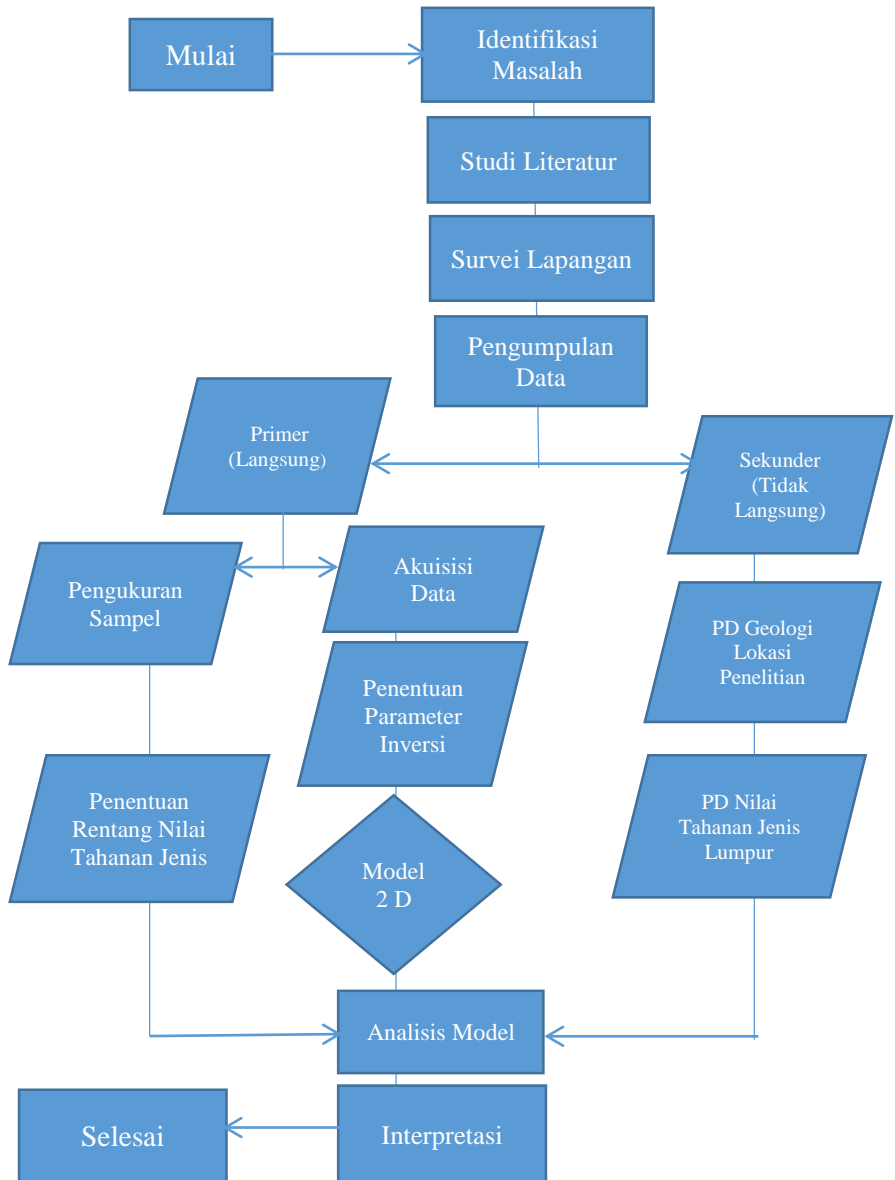 Mulai
Identifikasi
Masalah
Studi Literatur
Survei Lapangan
Pengumpulan
Data
Primer
(Langsung)
Sekunder
(Tidak
Langsung)
Pengukuran
Sampel
Akuisisi
Data
PD Geologi
Lokasi
Penelitian
Penentuan
Parameter
Inversi
Penentuan
Rentang Nilai
Tahanan Jenis
PD Nilai
Tahanan Jenis
Lumpur
Model
2 D
Analisis Model
Interpretasi
Selesai